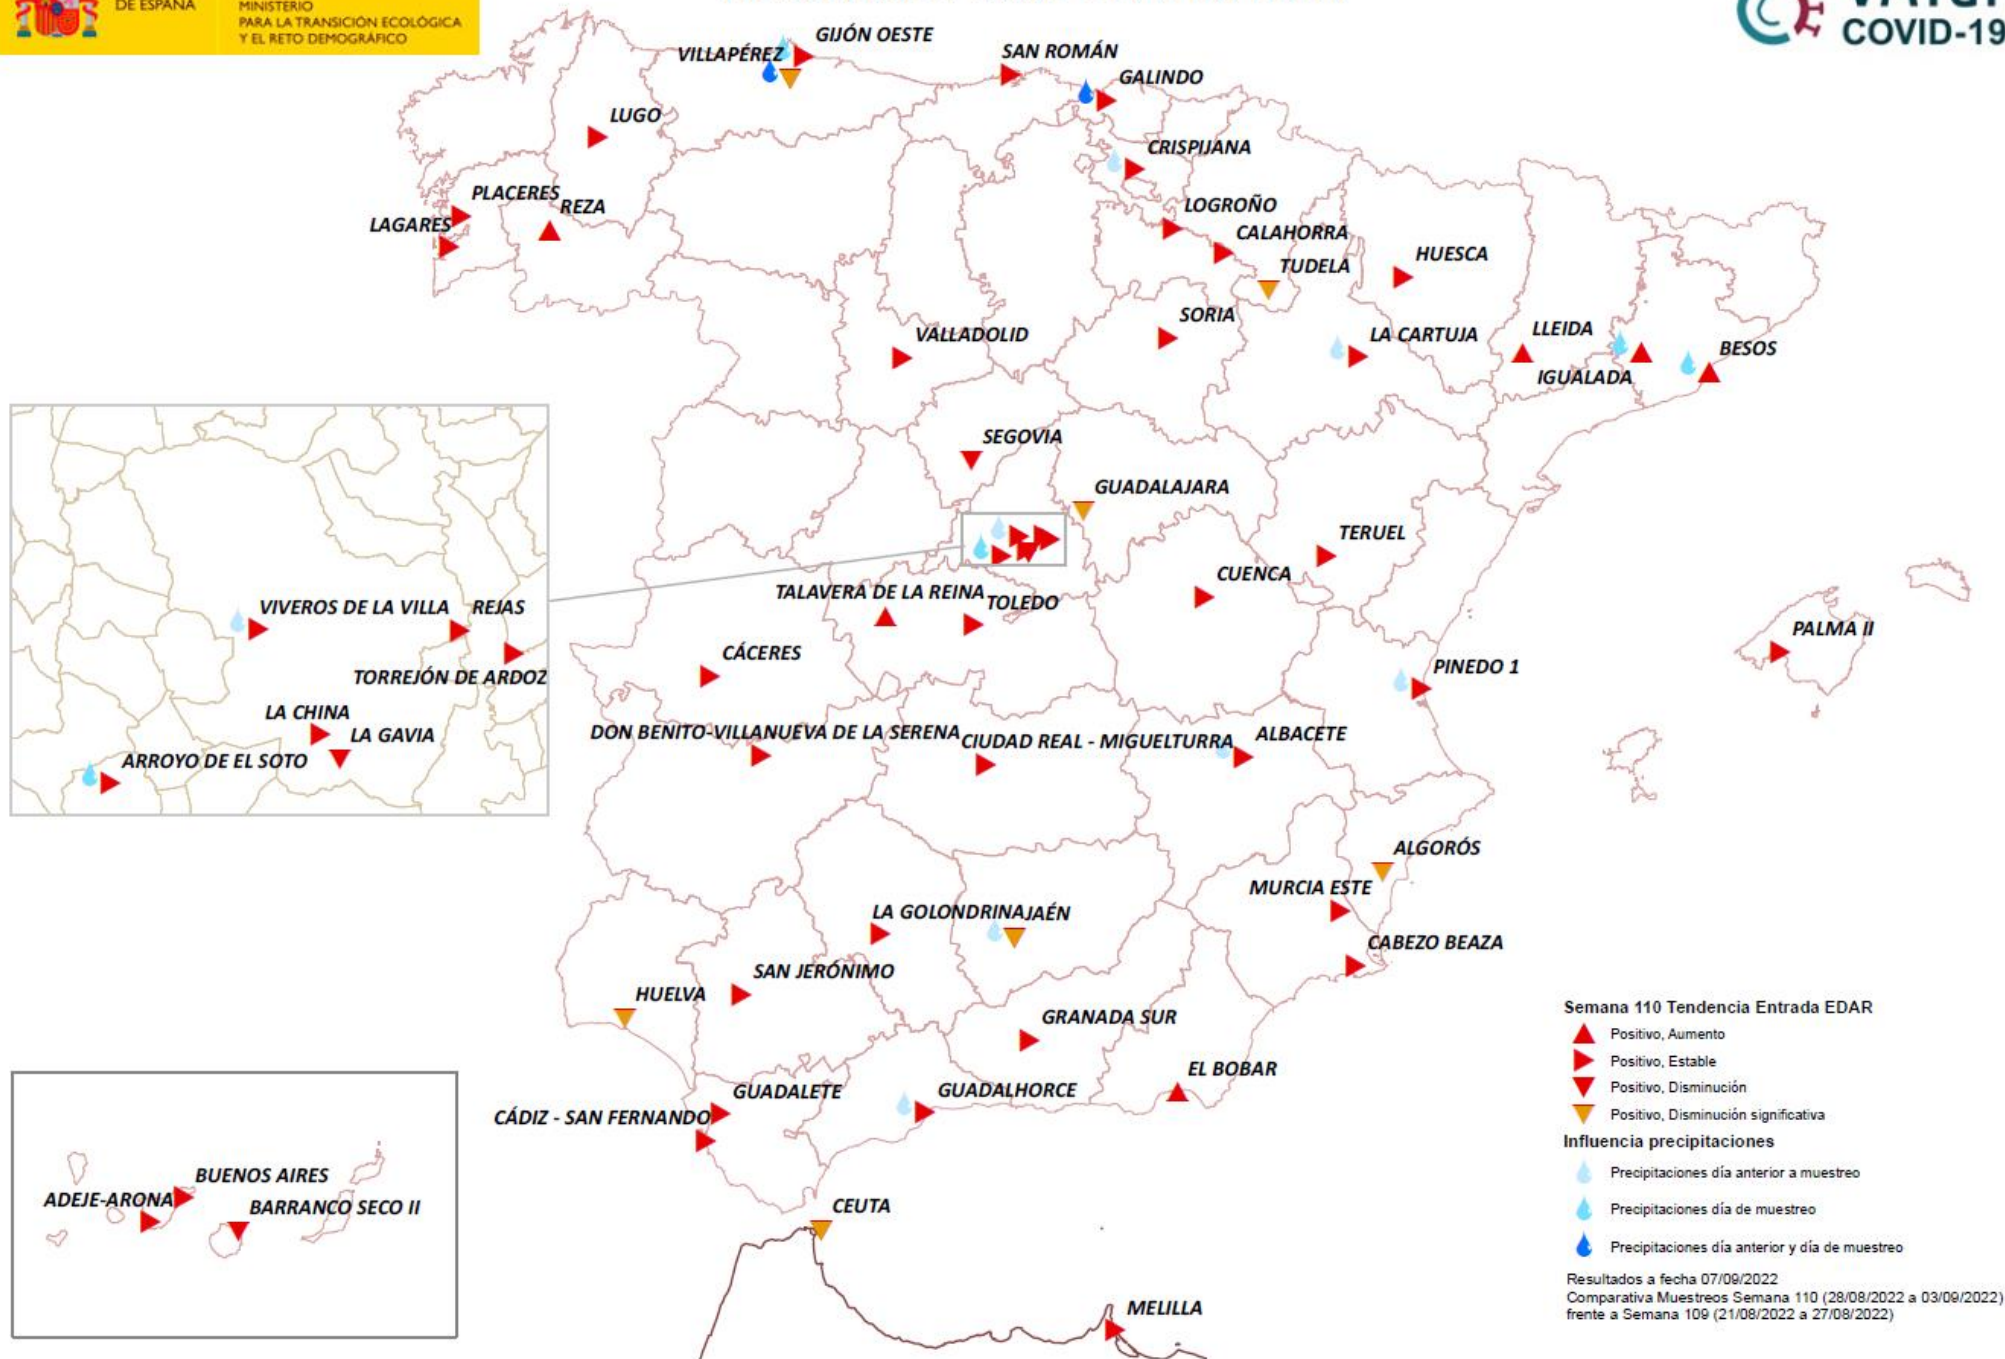 DE ESPAÑA
MINISTERIO
PARA LA TRANSICIÓN ECOLÓGICA
Y EL RETO DEMOGRÁFICO
COVID-19
GIJÓN OESTE
VILLAPÉREZ
SAN ROMÁN
GALINDO
LUGO
CRISPIJANA
PLACERES
REZA
LAGARES
LOGROÑO
CALAHORRA
TUDELA
HUESCA
SORIA
VALLADOLID
LA CARTUJA
LLEIDA
BESOS
IGUALADA
SEGOVIA
GUADALAJARA
TERUEL
CUENCA
TALAVERA DE LA REINA
TOLEDO
VIVEROS DE LA VILLA
REJAS
TORREJÓN DE ARDOZ
LA CHINA
LA GAVIA
ARROYO DE EL SOTO
CÁCERES
PALMA II
PINEDO 1
DON BENITO-VILLANUEVA DE LA SERENA
CIUDAD REAL - MIGUELTURRA
ALBACETE
ALGORÓS
MURCIA ESTE
LA GOLONDRINA
JAÉN
CABEZO BEAZA
SAN JERÓNIMO
HUELVA
GRANADA SUR
EL BOBAR
GUADALETE
GUADALHORCE
CÁDIZ - SAN FERNANDO
BUENOS AIRES
ADEJE-ARONA
BARRANCO SECO II
CEUTA
MELILLA
Semana 110 Tendencia Entrada EDAR
Positivo, Aumento
Positivo, Estable
Positivo, Disminución
Positivo, Disminución significativa
Influencia precipitaciones
Precipitaciones día anterior a muestreo
Precipitaciones día de muestreo
Precipitaciones día anterior y día de muestreo
Resultados a fecha 07/09/2022
Comparativa Muestreos Semana 110 (28/08/2022 a 03/09/2022)
frente a Semana 109 (21/08/2022 a 27/08/2022)